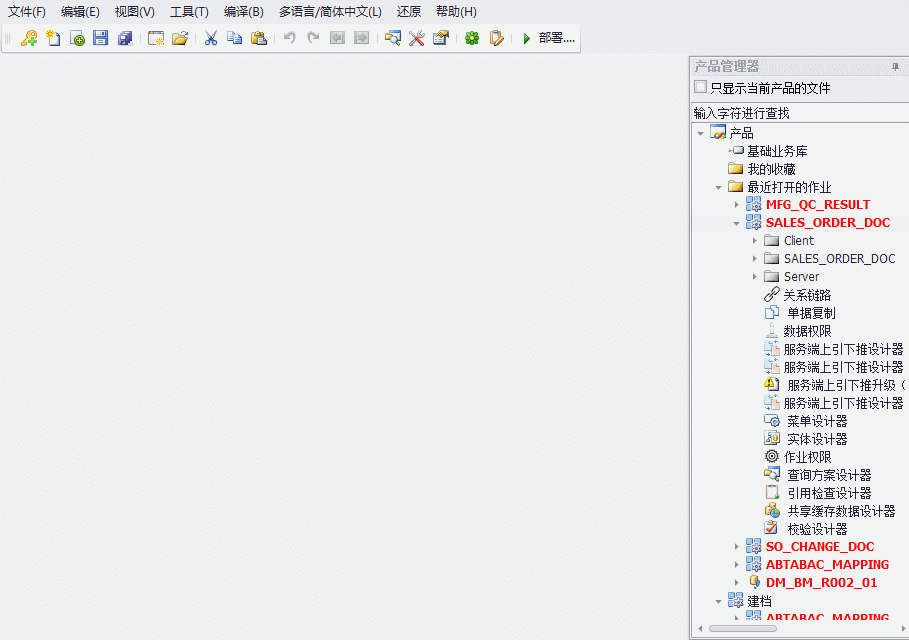 文件(F) 编辑(E) 视图(V) 工具(T) 编译(B) 多语言/简体中文(L) 还原 帮助(H)
部署....
产品管理器
只显示当前产品的文件
输入字符进行查找
产品
基础业务库
我的收藏
最近打开的作业
MFG_QC_RESULT
SALES_ORDER_DOC
Client
SALES_ORDER_DOC
Server
关系链路
单据复制
数据权限
服务端上引下推设计器
服务端上引下推设计器
服务端上引下推升级（
服务端上引下推设计器
菜单设计器
实体设计器
作业权限
查询方案设计器
引用检查设计器
共享缓存数据设计器
校验设计器
SO_CHANGE_DOC
ABTABAC_MAPPING
DM_BM_R002_01
建档
ABTABAC_MAPPING